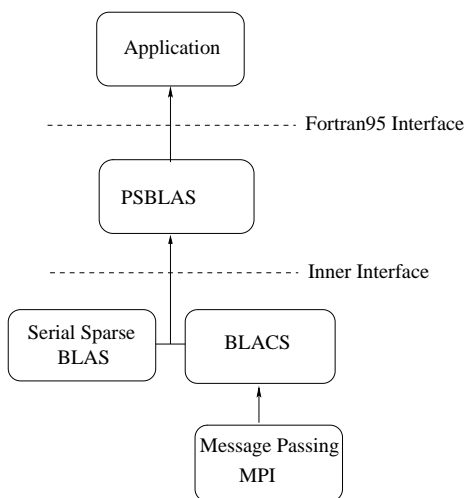 Application
Fortran95 Interface
PSBLAS
Inner Interface
Serial Sparse
BLAS
BLACS
Message Passing
MPI